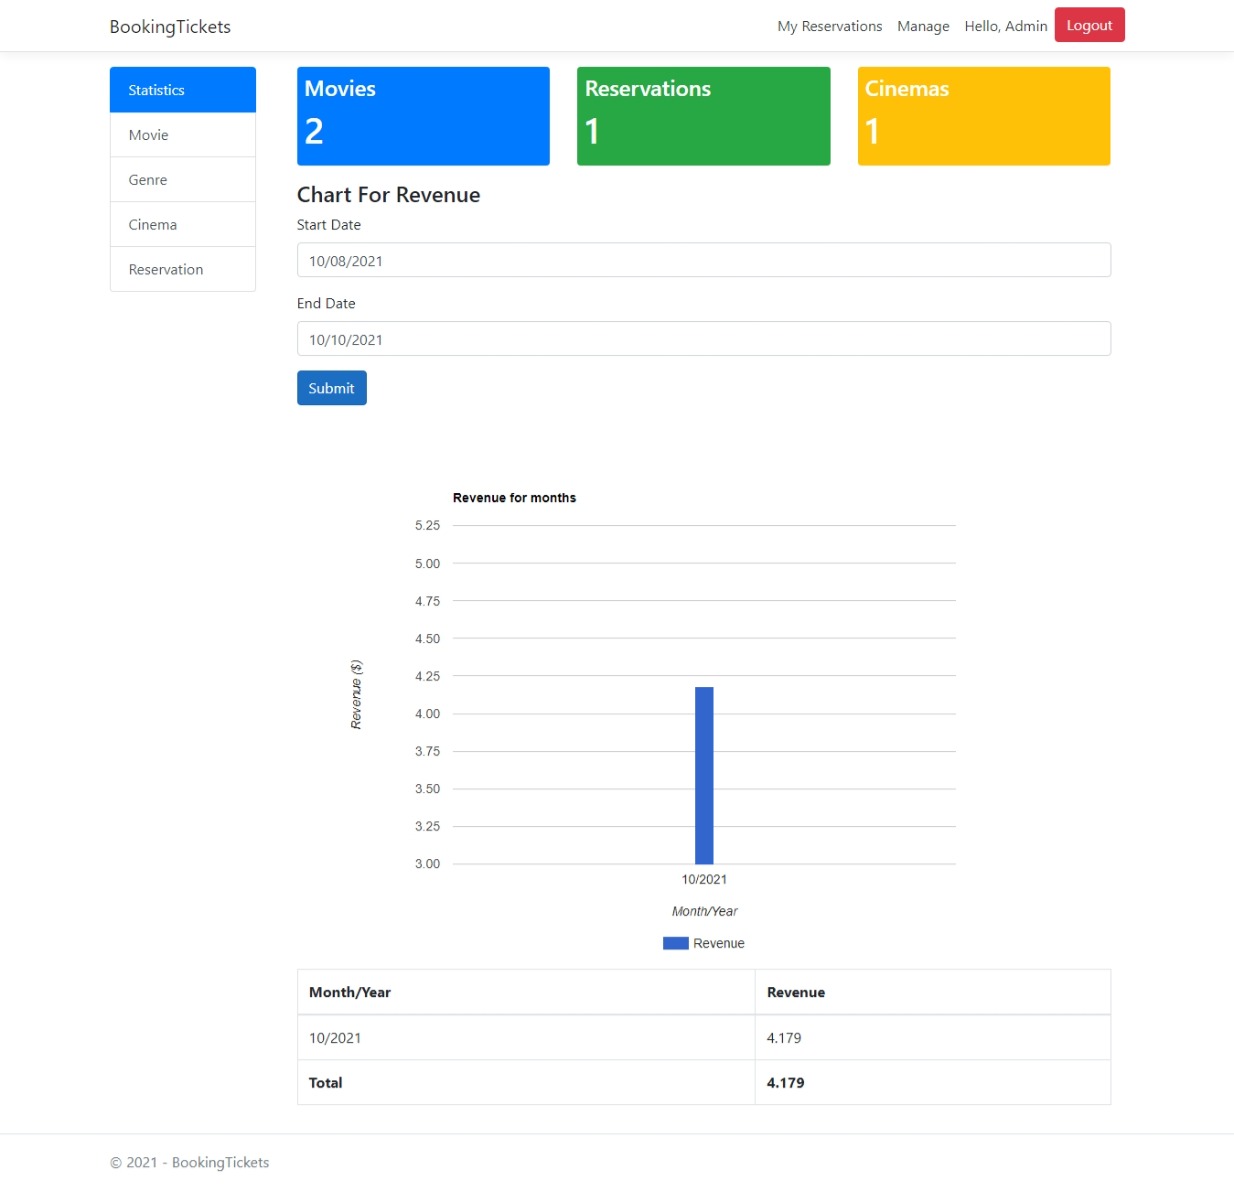 BookingTickets
My Reservations Manage Hello, Admin Logout
Statistics
Movie
Genre
Cinema
Reservation
Movies
2
Reservations
1
Cinemas
1
Chart For Revenue
Start Date
10/08/2021
End Date
10/10/2021
Submit
Revenue for months
5.25
5.00
4.75
4.50
4.25
4.00
3.75
3.50
3.25
3.00
Revenue ($)
10/2021
Month/Year
Revenue
Month/Year Revenue
10/2021 4.179
Total 4.179
© 2021 - BookingTickets